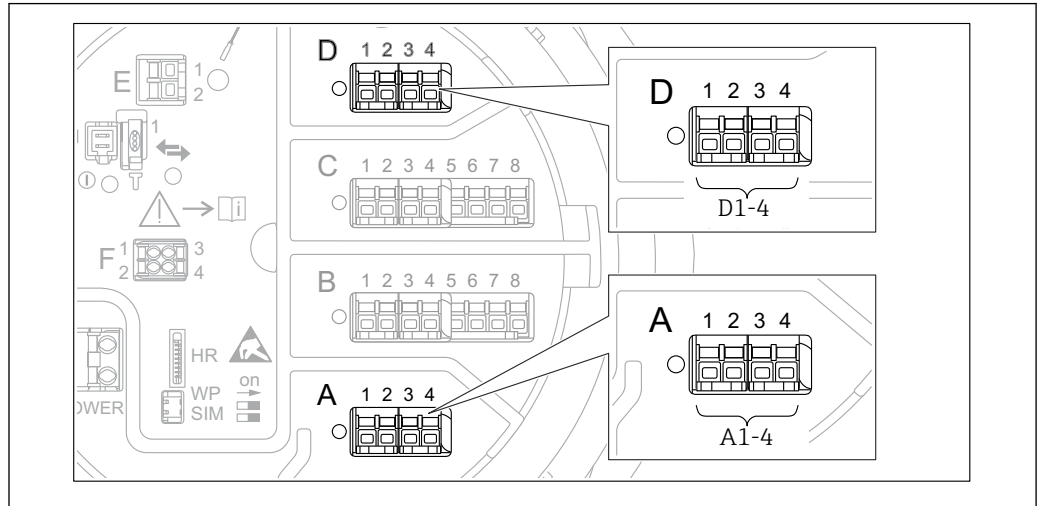 D 1 2 3 4
E 1
2
1
D
1 2 3 4
D1-4
C 1 2 3 4 5 6 7 8
i
F 1 3
2 4
B 1 2 3 4 5 6 7 8
HR
WP on
SIM
OWER
A 1 2 3 4
A
1 2 3 4
A1-4